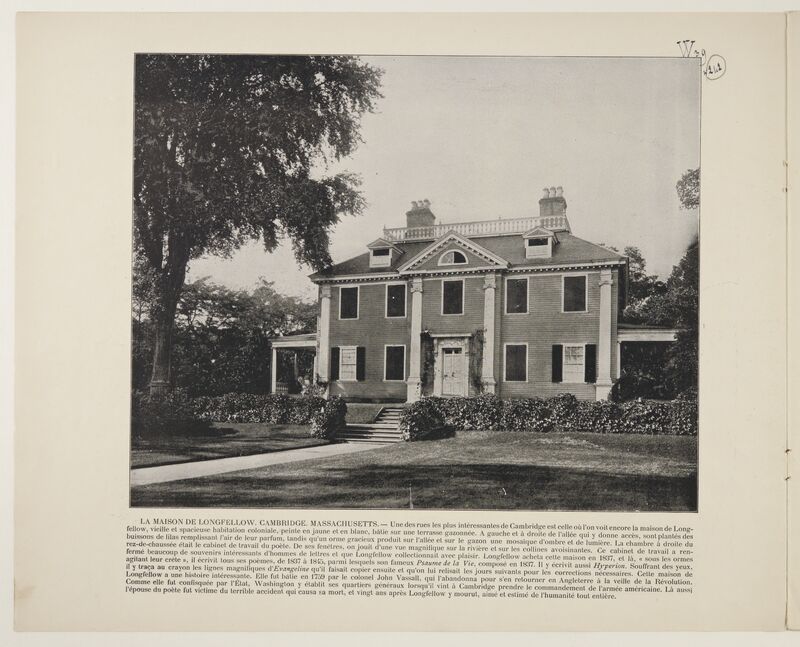 W 39
242
LA MAISON DE LONGFELLOW. CAMBRIDGE. MASSACHUSETTS. — Une des rues les plus intéressantes de Cambridge est celle où l'on voit encore la maison de Long-
fellow, vieille et spacieuse habitation coloniale, peinte en jaune et en blanc, bâtie sur une terrasse gazonnée. A gauche et à droite de l'allée qui y donne accès, sont plantés des
buissons de lilas remplissant l'air de leur parfum, tandis qu'un orme gracieux produit sur l'allée et sur le gazon une mosaïque d'ombre et de lumière. La chambre à droite du
rez-de-chaussée était le cabinet de travail du poète. De ses fenêtres, on jouit d'une vue magnifique sur la rivière et sur les collines avoisinantes. Ce cabinet de travail a ren-
fermé beaucoup de souvenirs intéressants d'hommes de lettres et que Longfellow collectionnait avec plaisir. Longfellow acheta cette maison en 1837, et là, « sous les ormes
agitant leur crête », il écrivit tous ses poèmes, de 1837 à 1845, parmi lesquels son fameux Psaume de la Vie, composé en 1837. Il y écrivit aussi Hyperion. Souffrant des yeux,
il y traça au crayon les lignes magnifiques d'Evangeline qu'il faisait copier ensuite et qu'on lui relisait les jours suivants pour les corrections nécessaires. Cette maison de
Longfellow a une histoire intéressante. Elle fut bâtie en 1759 par le colonel John Vassall, qui l'abandonna pour s'en retourner en Angleterre à la veille de la Révolution.
Comme elle fut confisquée par l'État, Washington y établit ses quartiers généraux lorsqu'il vint à Cambridge prendre le commandement de l'armée américaine. Là aussi
l'épouse du poète fut victime du terrible accident qui causa sa mort, et vingt ans après Longfellow y mourut, aimé et estimé de l'humanité tout entière.